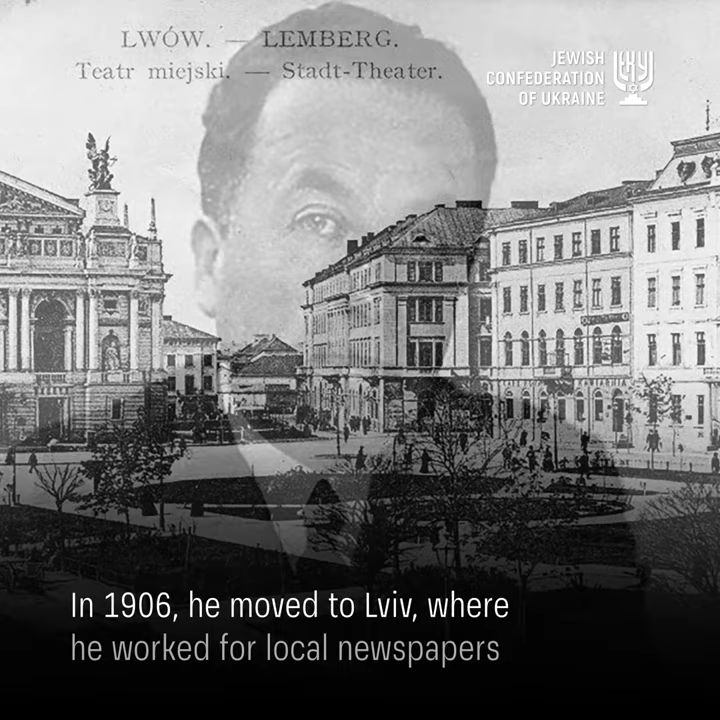 LWÓW. — LEMBERG.
Teatr miejski. — Stadt-Theater.
JEWISH
CONFEDERATION
OF UKRAINE
In 1906, he moved to Lviv, where
he worked for local newspapers